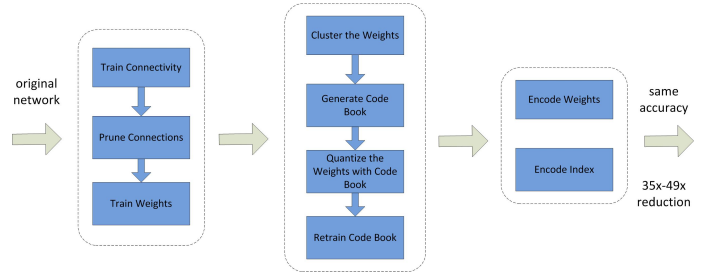 original
network
Train Connectivity
Prune Connections
Train Weights
Cluster the Weights
Generate Code
Book
Quantize the
Weights with Code
Book
Retrain Code Book
Encode Weights
Encode Index
same
accuracy
35x-49x
reduction